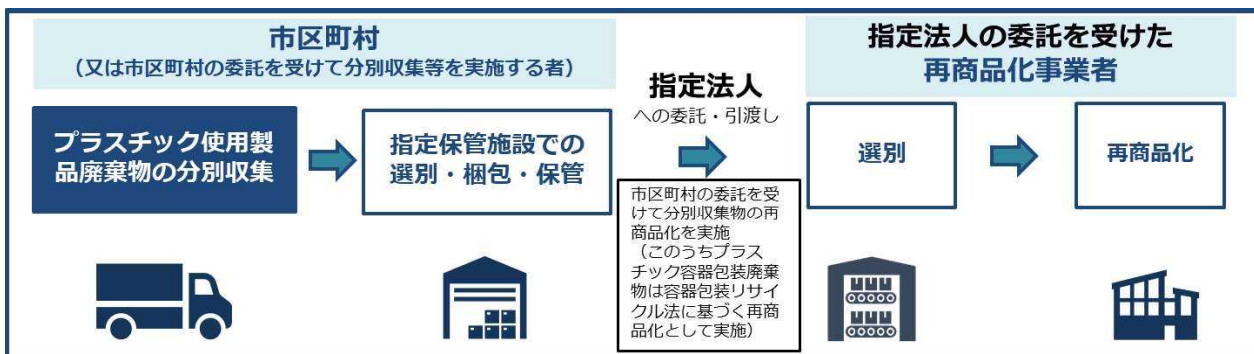 市区町村
（又は市区町村の委託を受けて分別収集等を実施する者）
プラスチック使用製
品廃棄物の分別収集
指定保管施設での
選別・梱包・保管
指定法人
への委託・引渡し
市区町村の委託を受
けて分別収集物の再
商品化を実施
（このうちプラス
チック容器包装廃棄
物は容器包装リサイ
クル法に基づく再商
品化として実施）
指定法人の委託を受けた
再商品化事業者
選別
再商品化